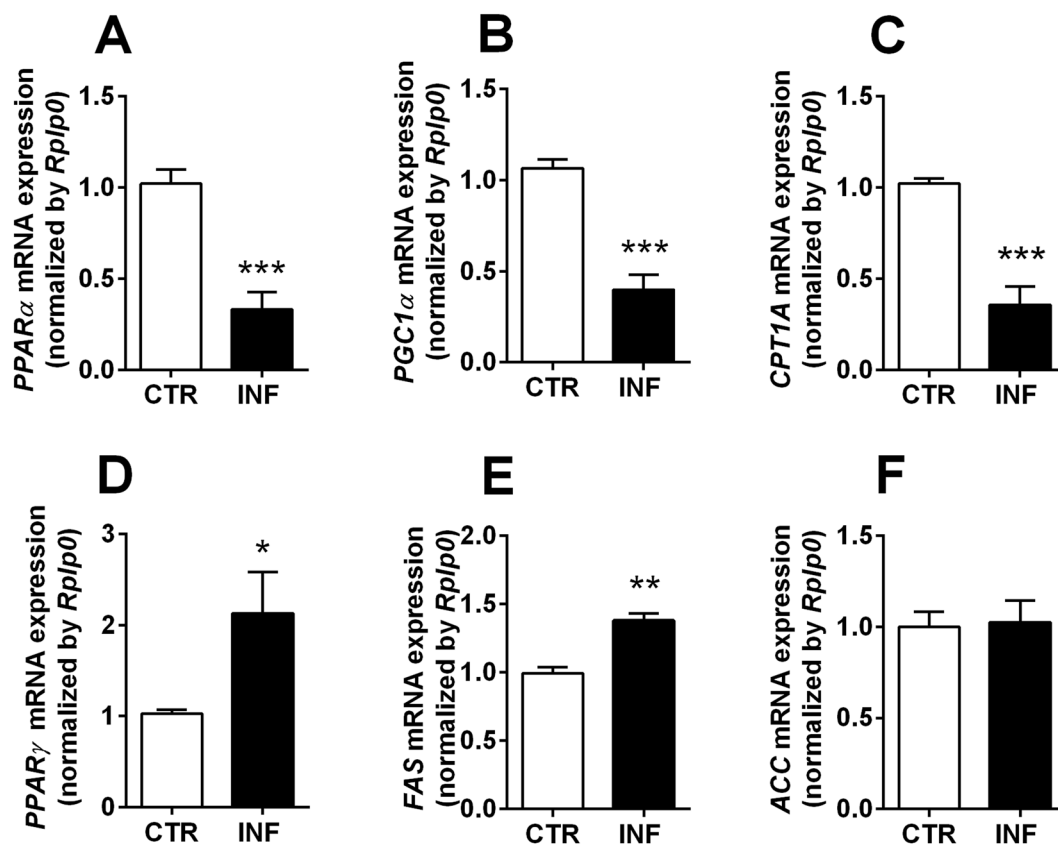 A
PPARα mRNA expression
(normalized by Rplp0)
1.5
1.0
0.5
0.0
***
CTR INF
B
PGC1α mRNA expression
(normalized by Rplp0)
1.5
1.0
0.5
0.0
***
CTR INF
C
CPT1A mRNA expression
(normalized by Rplp0)
1.5
1.0
0.5
0.0
***
CTR INF
D
PPARγ mRNA expression
(normalized by Rplp0)
3
2
1
0
*
CTR INF
E
FAS mRNA expression
(normalized by Rplp0)
2.0
1.5
1.0
0.5
0.0
**
CTR INF
F
ACC mRNA expression
(normalized by Rplp0)
1.5
1.0
0.5
0.0
CTR INF